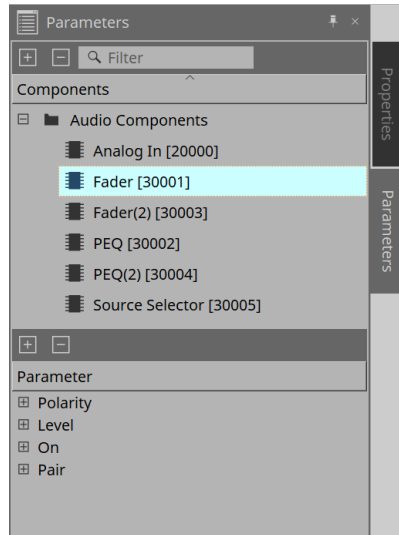 Parameters
Filter
Components
Audio Components
Analog In [20000]
Fader [30001]
Fader(2) [30003]
PEQ [30002]
PEQ(2) [30004]
Source Selector [30005]
Parameter
Polarity
Level
On
Pair
Properties
Parameters